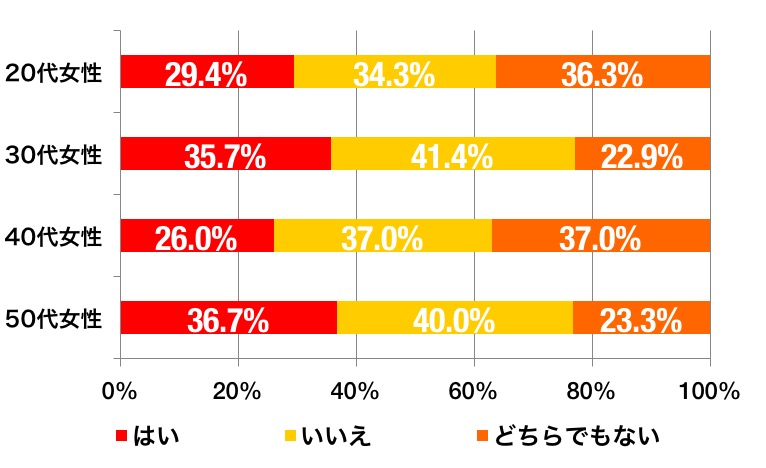 20代女性 29.4% 34.3% 36.3%
30代女性 35.7% 41.4% 22.9%
40代女性 26.0% 37.0% 37.0%
50代女性 36.7% 40.0% 23.3%
0% 20% 40% 60% 80% 100%
はい いいえ どちらでもない